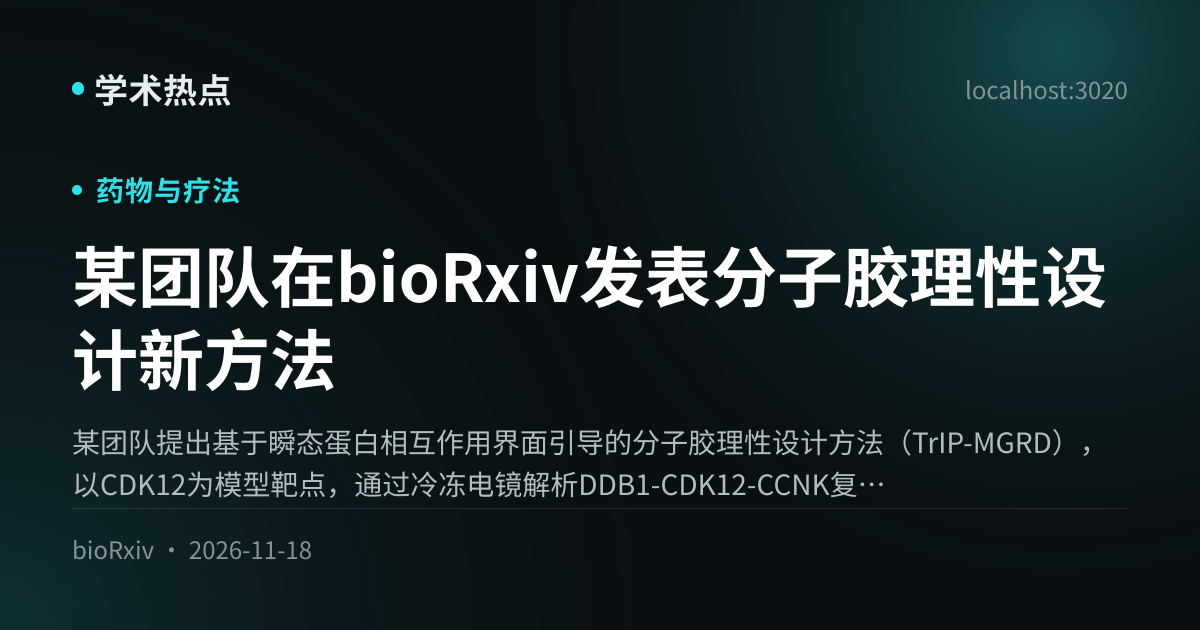 学术热点
localhost:3020
药物与疗法
某团队在bioRxiv发表分子胶理性设
计新方法
某团队提出基于瞬态蛋白相互作用界面引导的分子胶理性设计方法（TrIP-MGRD），
以CDK12为模型靶点，通过冷冻电镜解析DDB1-CDK12-CCNK复…
bioRxiv • 2026-11-18